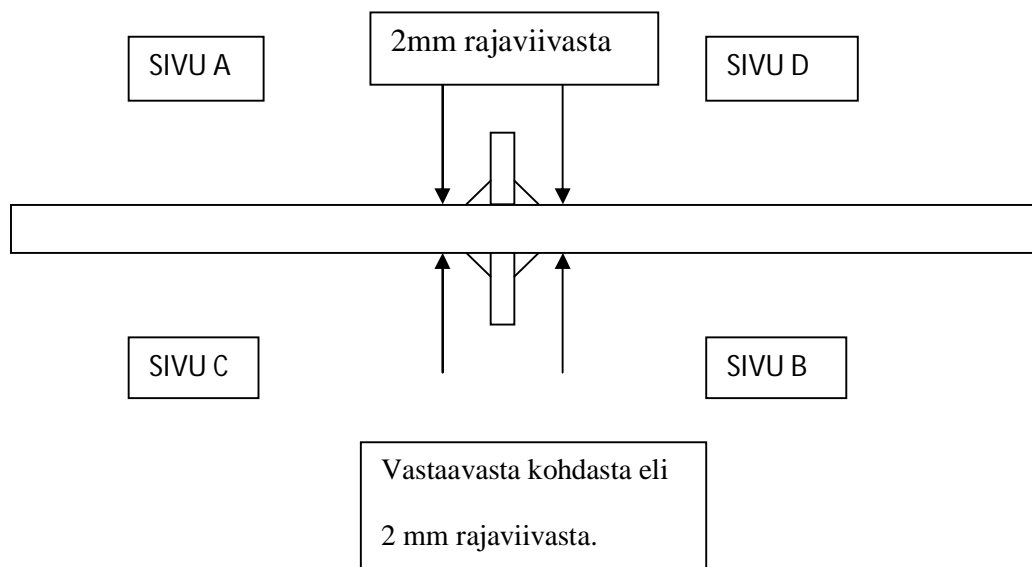 SIVU A
2mm rajaviivasta
SIVU D
SIVU C
SIVU B
Vastaavasta kohdasta eli
2 mm rajaviivasta.